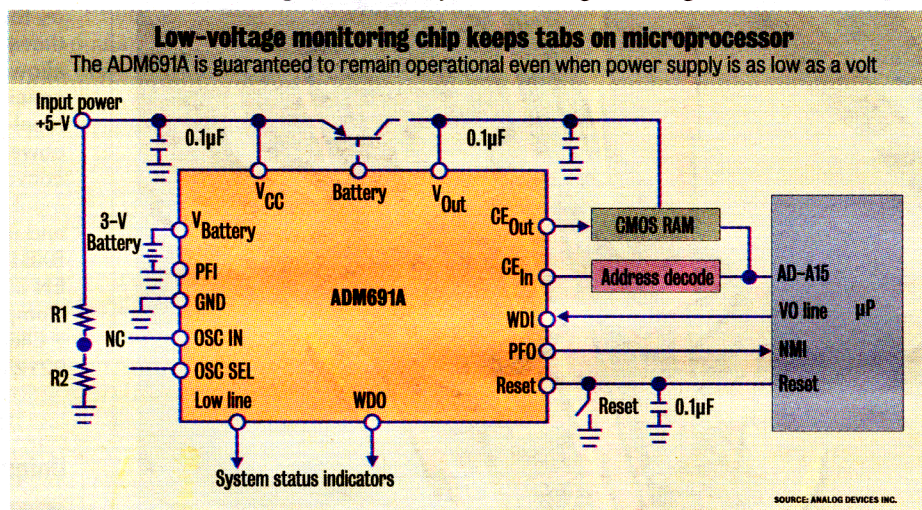 Low-voltage monitoring chip keeps tabs on microprocessor
The ADM691A is guaranteed to remain operational even when power supply is as low as a volt
Input power
+5-V
0.1µF
0.1µF
VCC
Battery
VOut
3-V
Battery
VBattery
CEOut
CMOS RAM
PFI
CEIn
Address decode
AD-A15
GND
ADM691A
R1
NC
OSC IN
WDI
VO line
µP
PFO
NMI
R2
OSC SEL
Reset
Reset
Low line
WDO
Reset
0.1µF
System status indicators
SOURCE: ANALOG DEVICES INC.